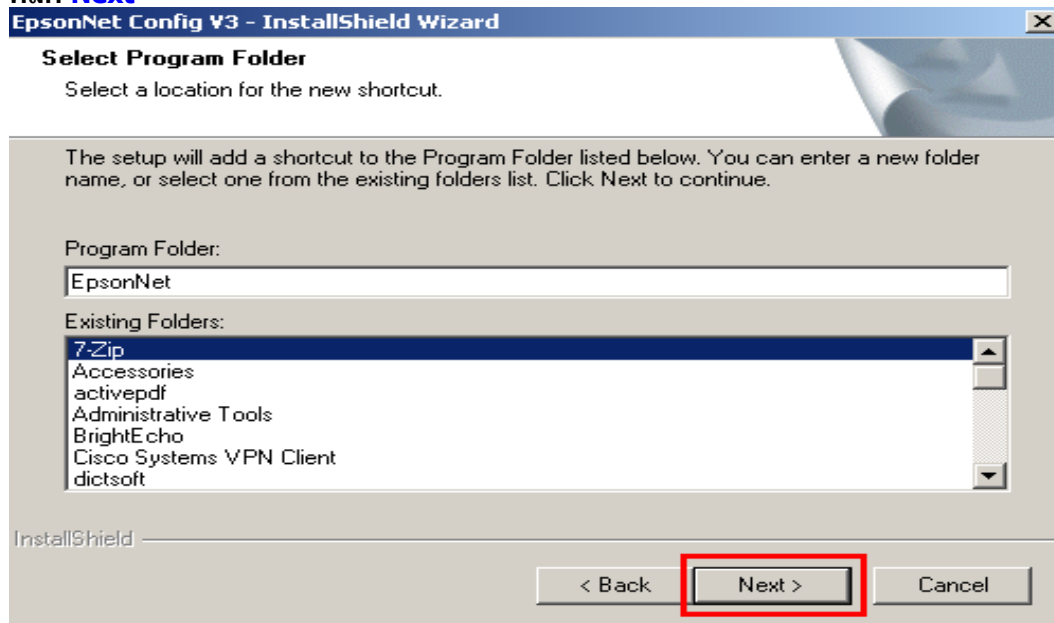 Next
EpsonNet Config V3 - InstallShield Wizard
Select Program Folder
Select a location for the new shortcut.
The setup will add a shortcut to the Program Folder listed below. You can enter a new folder
name, or select one from the existing folders list. Click Next to continue.
Program Folder:
EpsonNet
Existing Folders:
7-Zip
Accessories
activepdf
Administrative Tools
BrightEcho
Cisco Systems VPN Client
dictsoft
InstallShield
< Back Next > Cancel